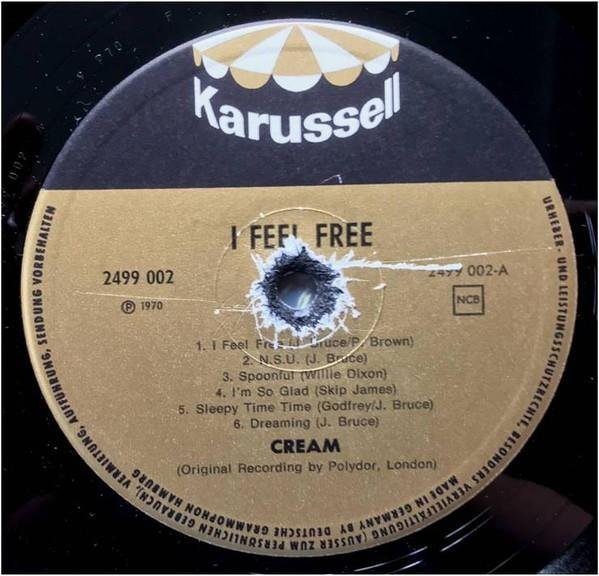 Karussell
I FEEL FREE
2499 002
2499 002-A
℗ 1970
NCB
1. I Feel Free (J. Bruce/P. Brown)
2. N.S.U. (J. Bruce)
3. Spoonful (Willie Dixon)
4. I'm So Glad (Skip James)
5. Sleepy Time Time (Godfrey/J. Bruce)
6. Dreaming (J. Bruce)
CREAM
(Original Recording by Polydor, London)
URHEBER- UND LEISTUNGSSCHUTZRECHTE, BESONDERS VERVIELFÄLTIGUNG (AUSSER ZUM PERSÖNLICHEN GEBRAUCH), VERMIETUNG, AUFFÜHRUNG, SENDUNG VORBEHALTEN
MADE IN GERMANY BY DEUTSCHE GRAMMOPHON HAMBURG